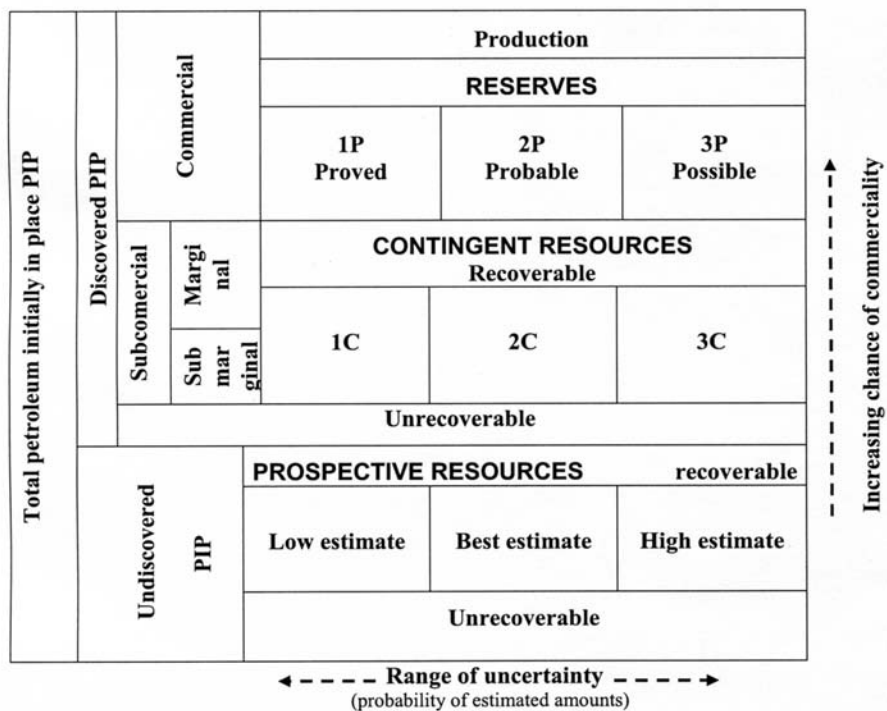 Total petroleum initially in place PIP
Discovered PIP
Commercial
Production
RESERVES
1P
Proved
2P
Probable
3P
Possible
Subcomercial
Margi
nal
Sub
mar
ginal
CONTINGENT RESOURCES
Recoverable
1C
2C
3C
Unrecoverable
Undiscovered
PIP
PROSPECTIVE RESOURCES recoverable
Low estimate
Best estimate
High estimate
Unrecoverable
Increasing chance of commerciality
Range of uncertainty
(probability of estimated amounts)